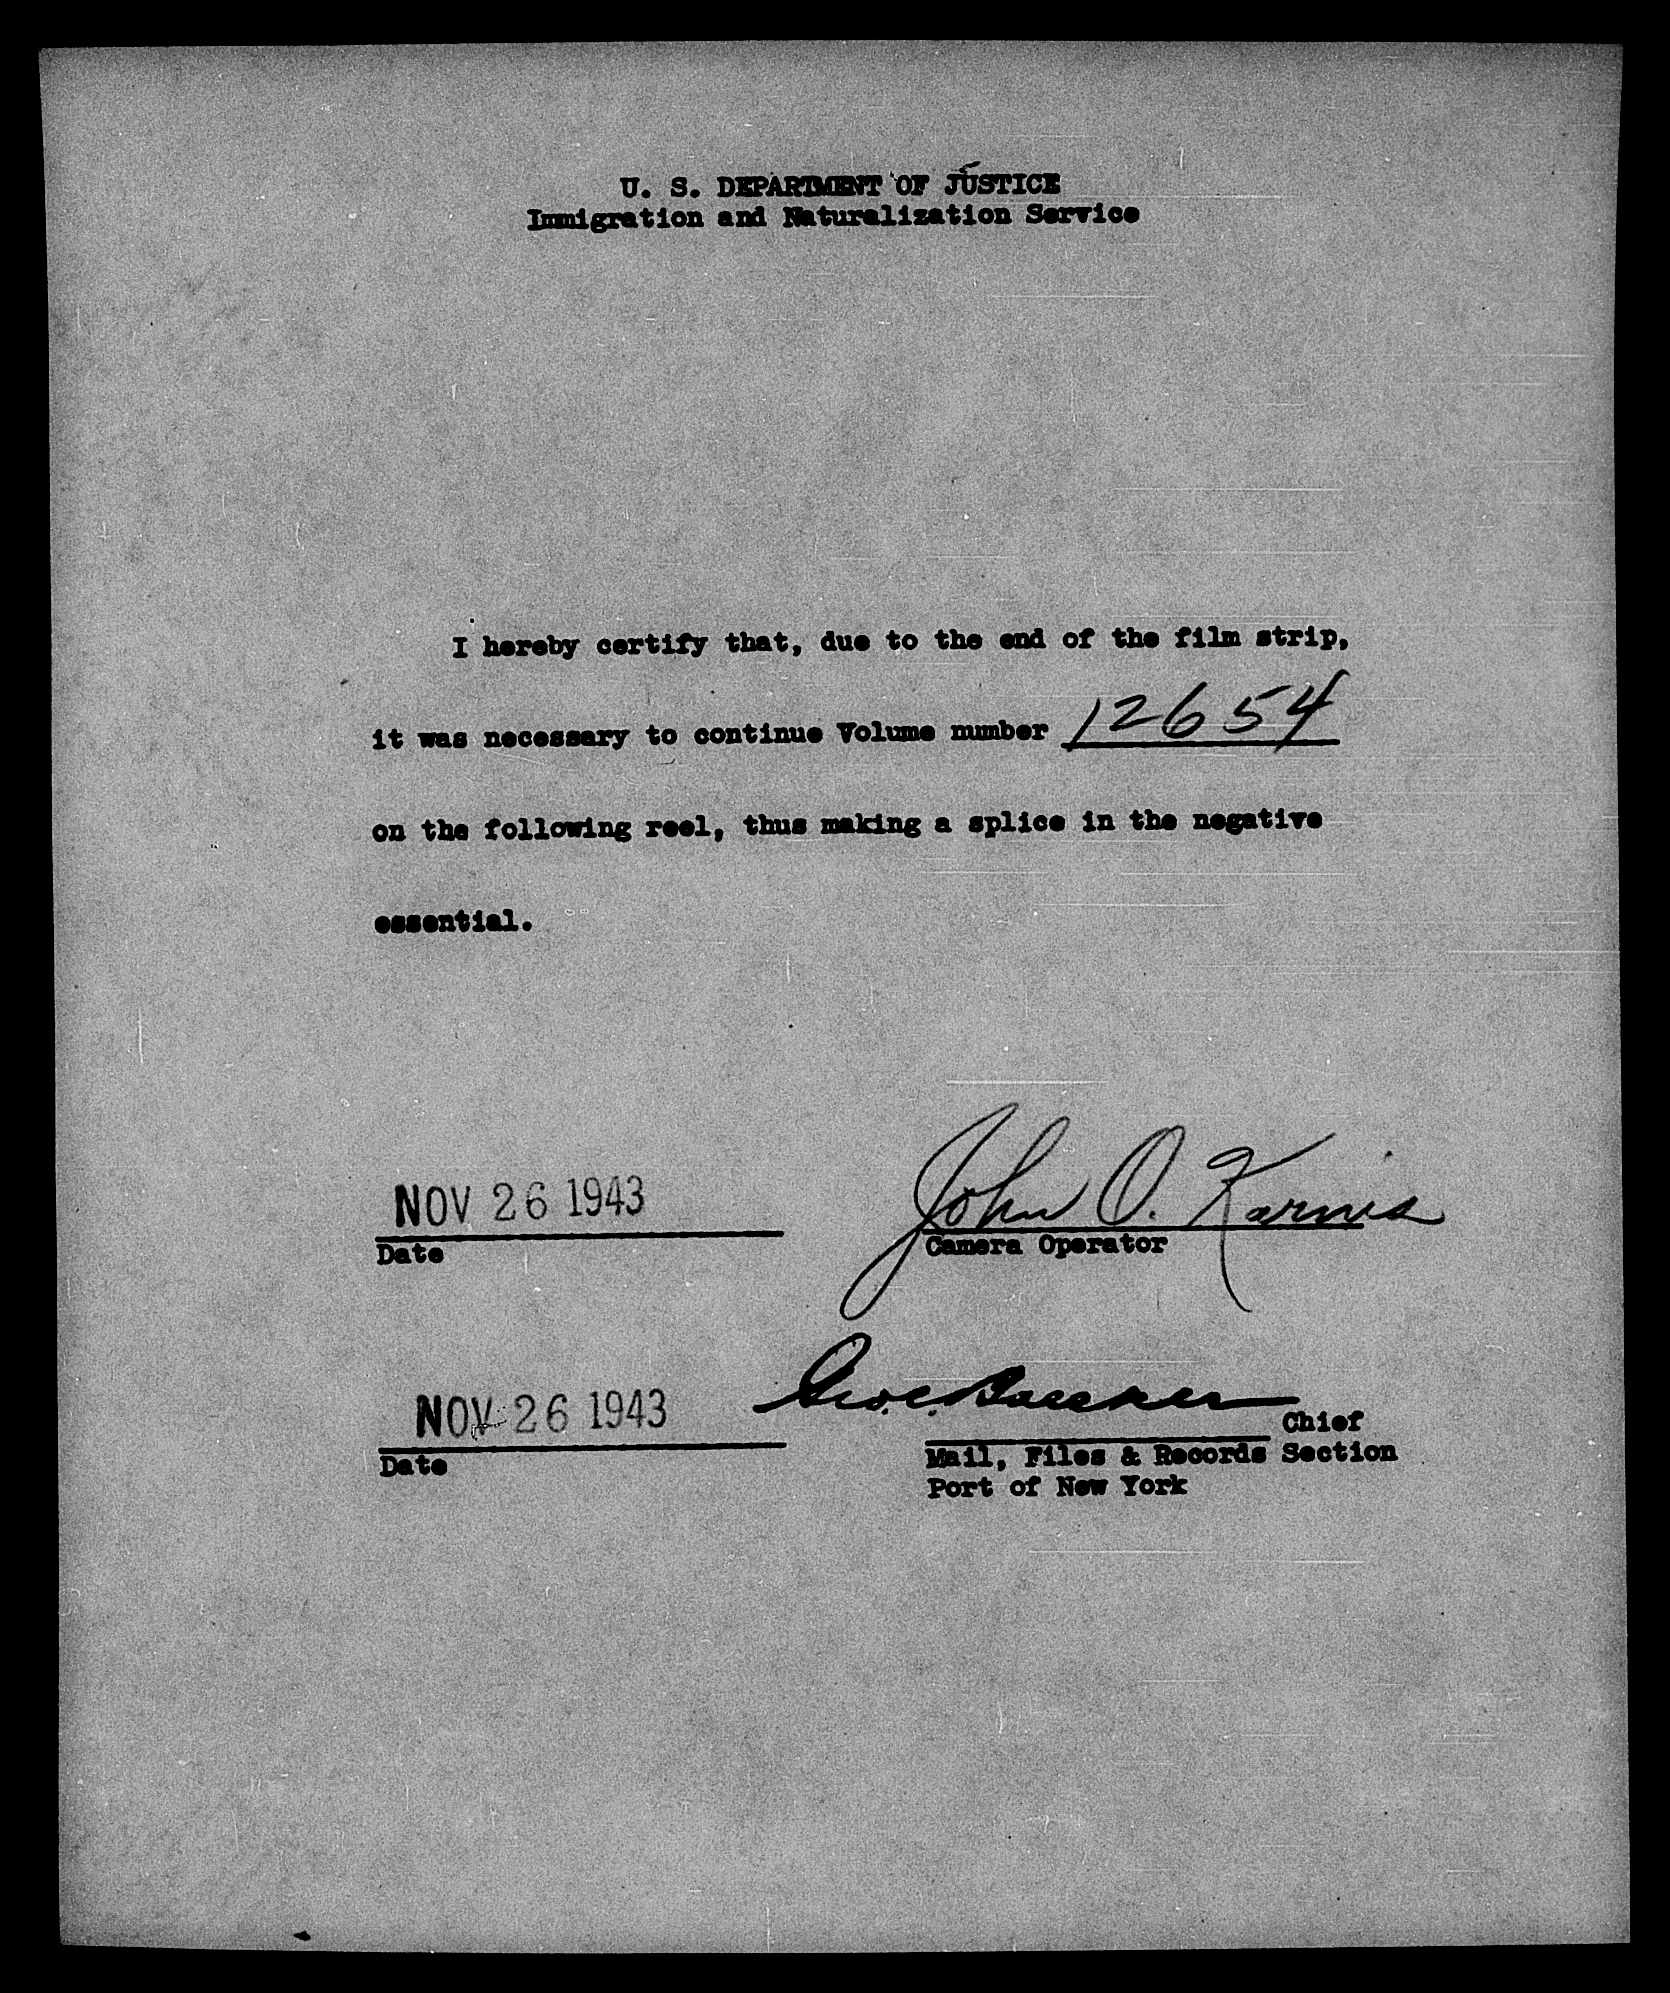 U. S. DEPARTMENT OF JUSTICE
Immigration and Naturalization Service
I hereby certify that, due to the end of the film strip,
it was necessary to continue Volume number 12654
on the following reel, thus making a splice in the negative
essential.
NOV 26 1943
John O. Karnis
Date
Camera Operator
NOV 26 1943
Geo. C.
Chief
Date
Mail, Files & Records Section
Port of New York